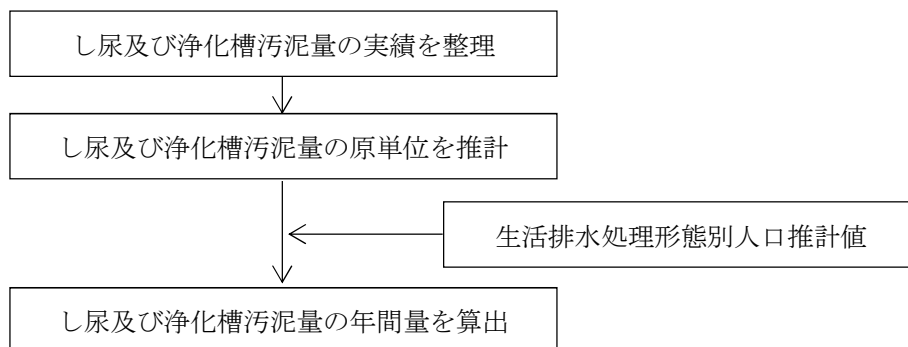 し尿及び浄化槽汚泥量の実績を整理
し尿及び浄化槽汚泥量の原単位を推計
生活排水処理形態別人口推計値
し尿及び浄化槽汚泥量の年間量を算出